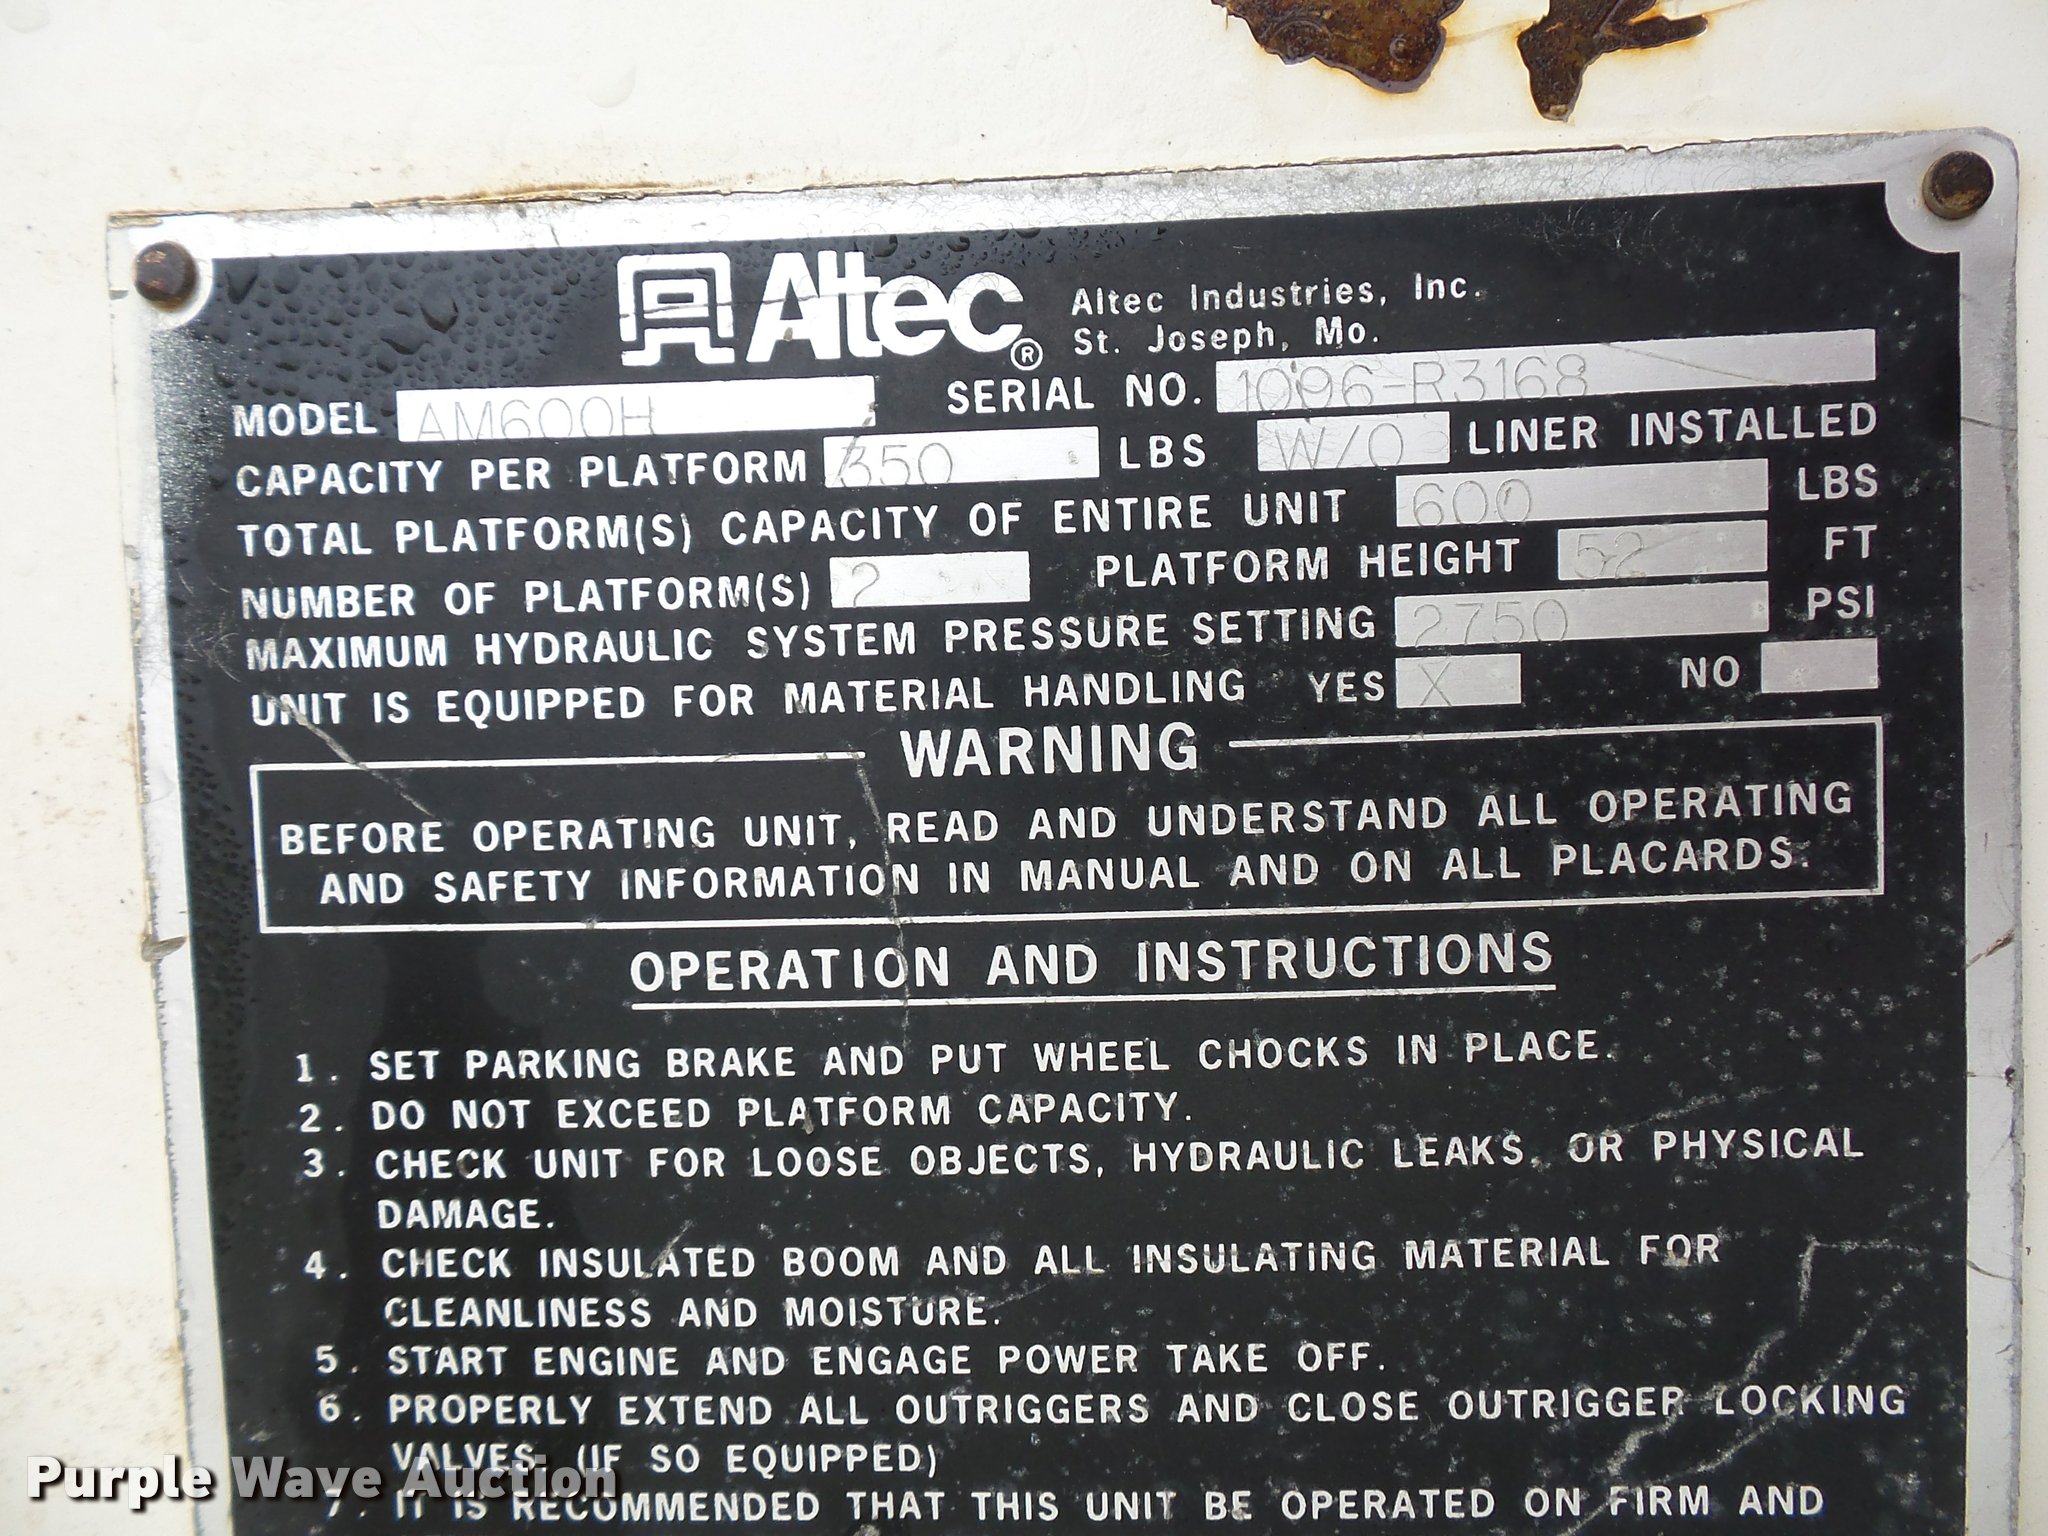 Altec® Altec Industries, Inc.
St. Joseph, Mo.
MODEL AM600H SERIAL NO. 1096-R3168
CAPACITY PER PLATFORM 350 LBS W/O LINER INSTALLED
TOTAL PLATFORM(S) CAPACITY OF ENTIRE UNIT 600 LBS
NUMBER OF PLATFORM(S) 2 PLATFORM HEIGHT 52 FT
MAXIMUM HYDRAULIC SYSTEM PRESSURE SETTING 2750 PSI
UNIT IS EQUIPPED FOR MATERIAL HANDLING YES X NO
WARNING
BEFORE OPERATING UNIT, READ AND UNDERSTAND ALL OPERATING
AND SAFETY INFORMATION IN MANUAL AND ON ALL PLACARDS.
OPERATION AND INSTRUCTIONS
1. SET PARKING BRAKE AND PUT WHEEL CHOCKS IN PLACE.
2. DO NOT EXCEED PLATFORM CAPACITY.
3. CHECK UNIT FOR LOOSE OBJECTS, HYDRAULIC LEAKS, OR PHYSICAL
DAMAGE.
4. CHECK INSULATED BOOM AND ALL INSULATING MATERIAL FOR
CLEANLINESS AND MOISTURE.
5. START ENGINE AND ENGAGE POWER TAKE OFF.
6. PROPERLY EXTEND ALL OUTRIGGERS AND CLOSE OUTRIGGER LOCKING
VALVES. (IF SO EQUIPPED)
7. IT IS RECOMMENDED THAT THIS UNIT BE OPERATED ON FIRM AND
Purple Wave Auction